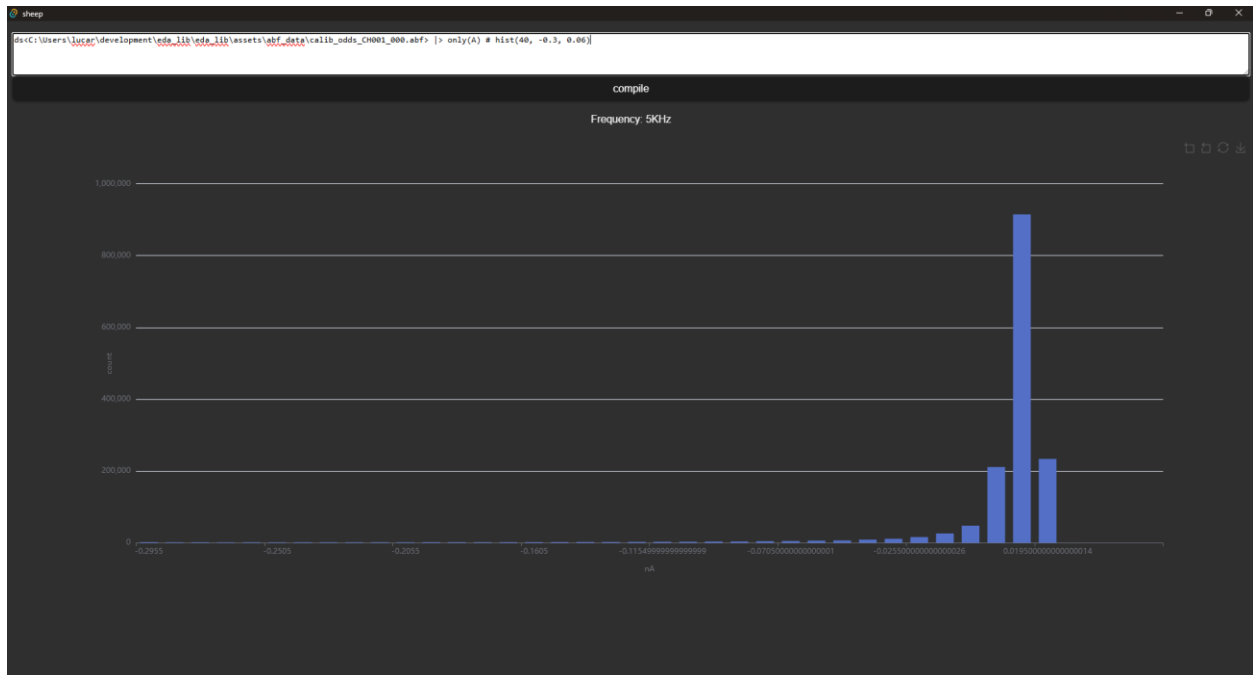 sheep
ds<C:\Users\lucar\development\eda_lib\eda_lib\assets\abf_data\calib_odds_CH001_000.abf> |> only(A) # hist(40, -0.3, 0.06)
compile
Frequency: 5KHz
1,000,000
800,000
600,000
count
400,000
200,000
0
-0.2955 -0.2505 -0.2055 -0.1605 -0.11549999999999999 -0.07050000000000001 -0.025500000000000026 0.019500000000000014
nA